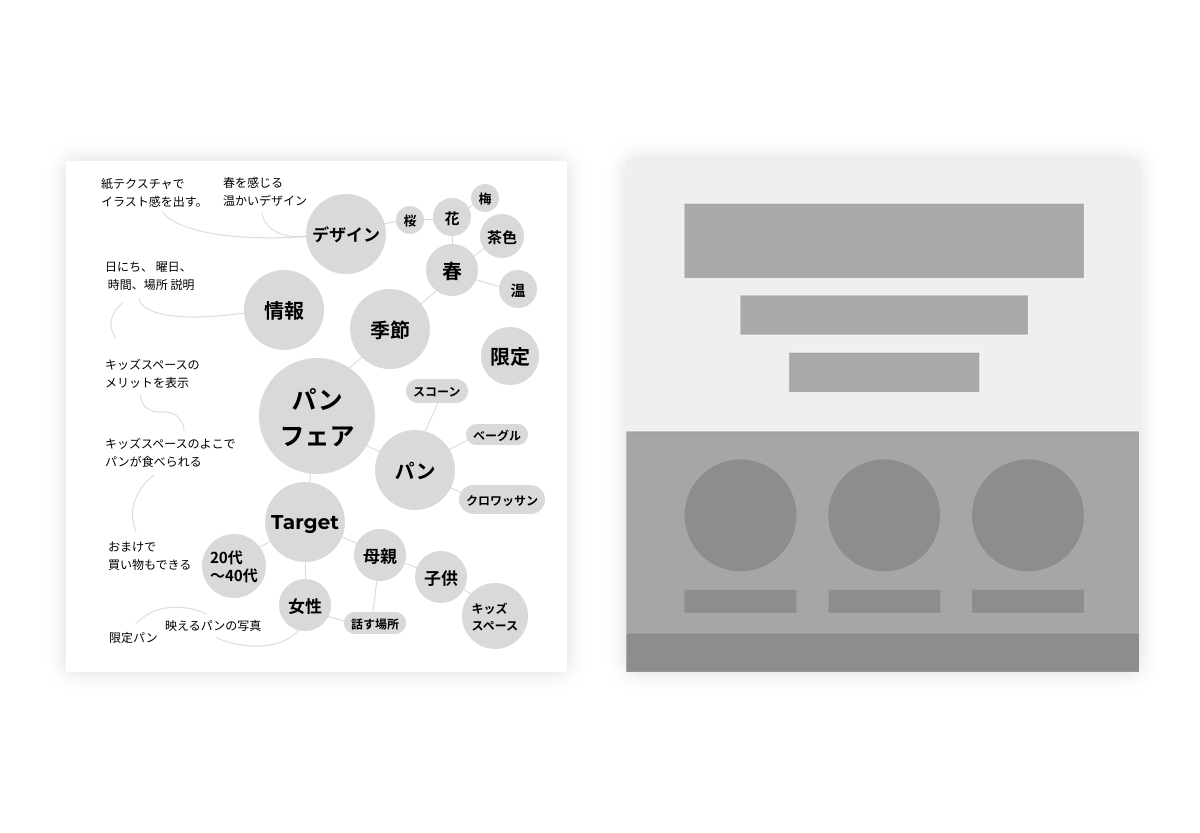 紙テクスチャで
イラスト感を出す。
春を感じる
温かいデザイン
デザイン
桜
花
梅
茶色
春
温
日にち、 曜日、
時間、場所 説明
情報
季節
限定
キッズスペースの
メリットを表示
パン
フェア
スコーン
ベーグル
パン
クロワッサン
キッズスペースのよこで
パンが食べられる
Target
おまけで
買い物もできる
20代
〜40代
母親
子供
女性
話す場所
キッズ
スペース
限定パン
映えるパンの写真